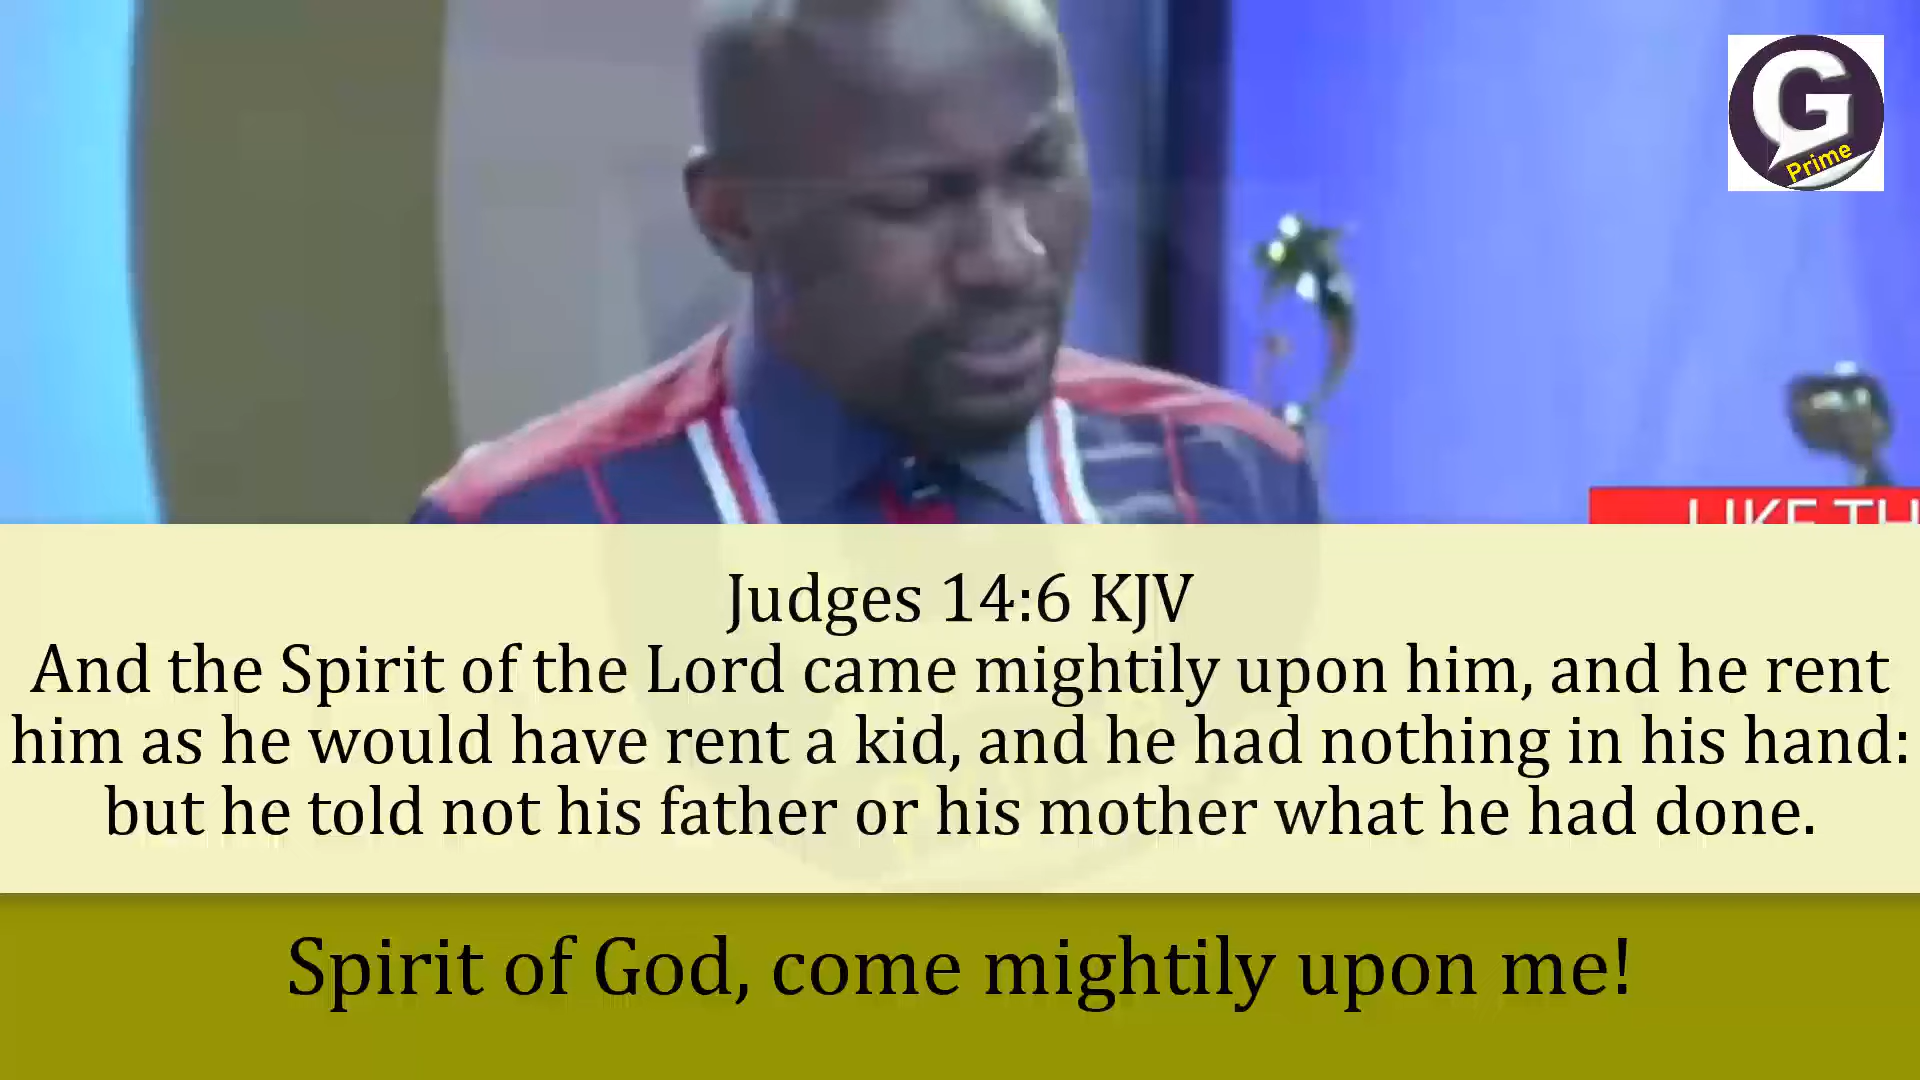 G
Prime
LIKE TH
Judges 14:6 KJV
And the Spirit of the Lord came mightily upon him, and he rent
him as he would have rent a kid, and he had nothing in his hand:
but he told not his father or his mother what he had done.
Spirit of God, come mightily upon me!